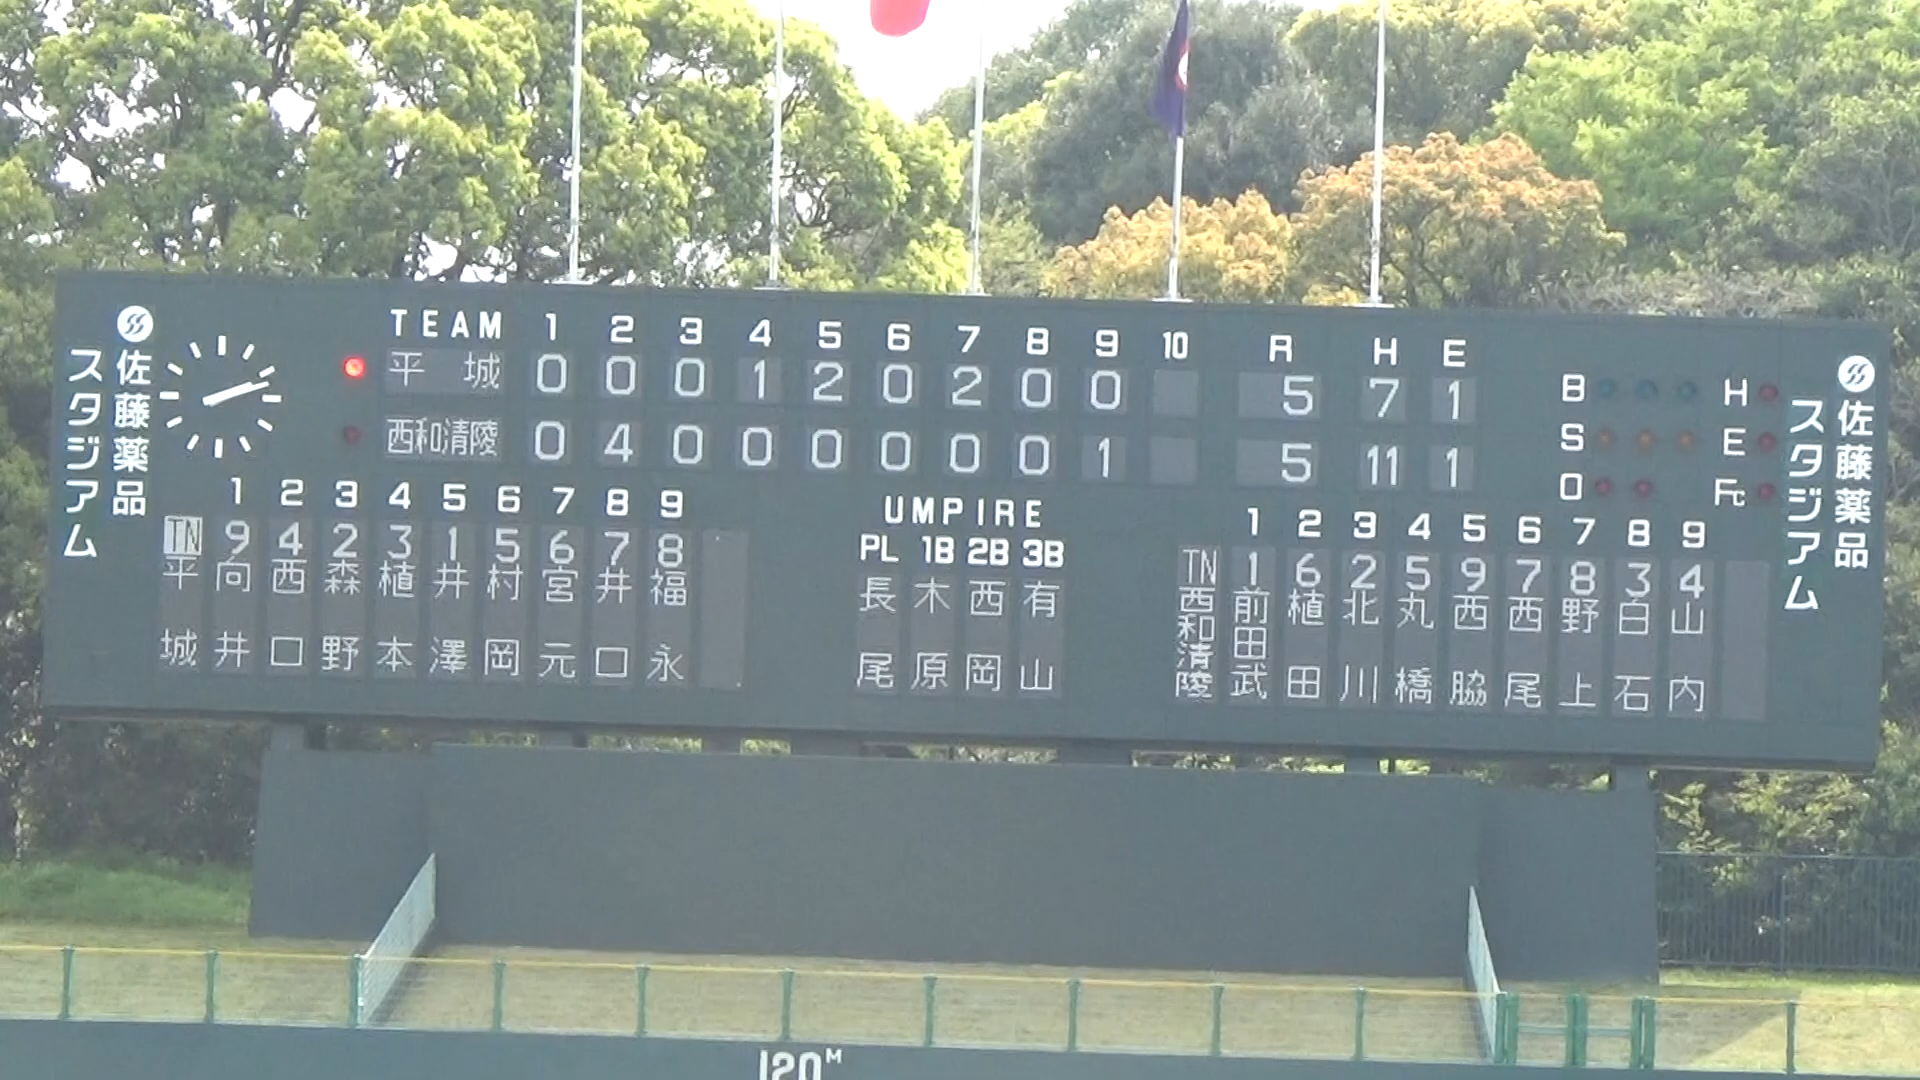 佐藤薬品
スタジアム
TEAM 1 2 3 4 5 6 7 8 9 10 R H E
平城 0 0 0 1 2 0 2 0 0 5 7 1
西和清陵 0 4 0 0 0 0 0 0 1 5 11 1
B H
S E
O Fc
佐藤薬品
スタジアム
1 2 3 4 5 6 7 8 9
TN 9 4 2 3 1 5 6 7 8
平城 向井 西口 森野 植本 井澤 村岡 宮元 井口 福永
UMPIRE
PL 1B 2B 3B
長尾 木原 西岡 有山
1 2 3 4 5 6 7 8 9
TN 1 6 2 5 9 7 8 3 4
西和清陵 前田武 植田 北川 丸橋 西脇 西尾 野上 白石 山内
120M